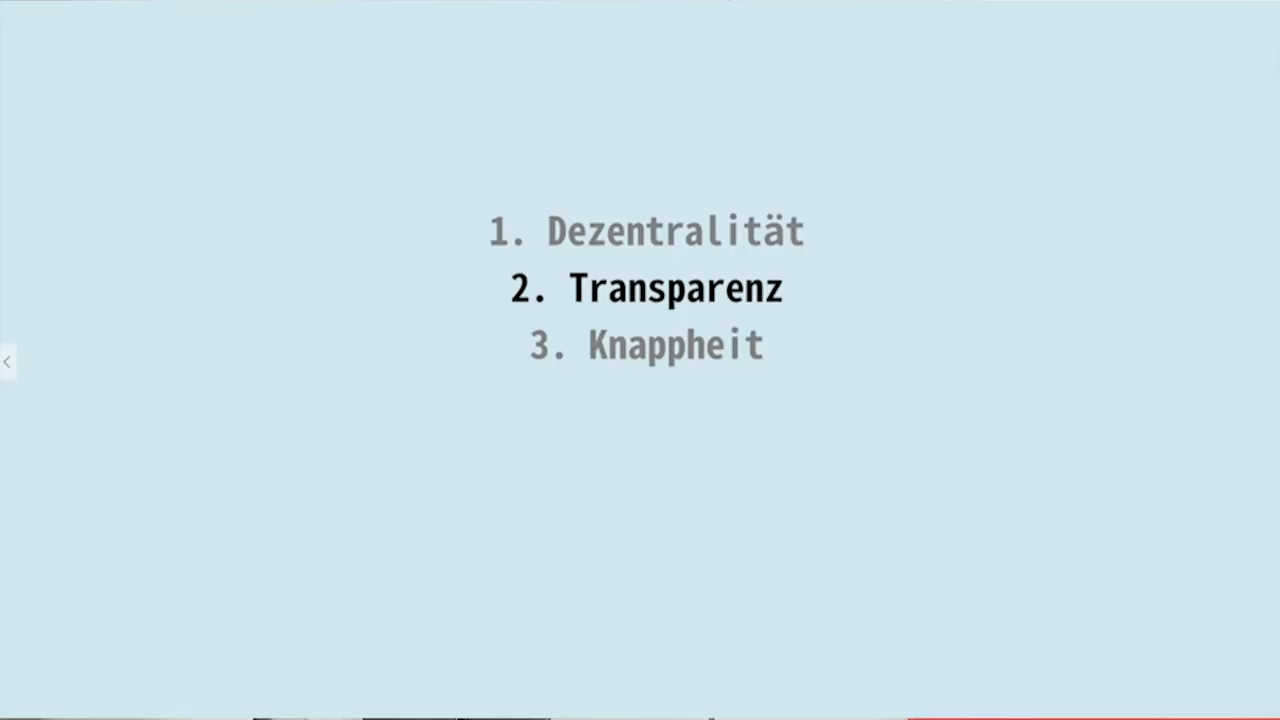 1. Dezentralität
2. Transparenz
3. Knappheit